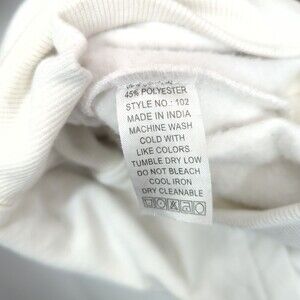 45% POLYESTER
STYLE NO.: 102
MADE IN INDIA
MACHINE WASH
COLD WITH
LIKE COLORS
TUMBLE DRY LOW
DO NOT BLEACH
COOL IRON
DRY CLEANABLE